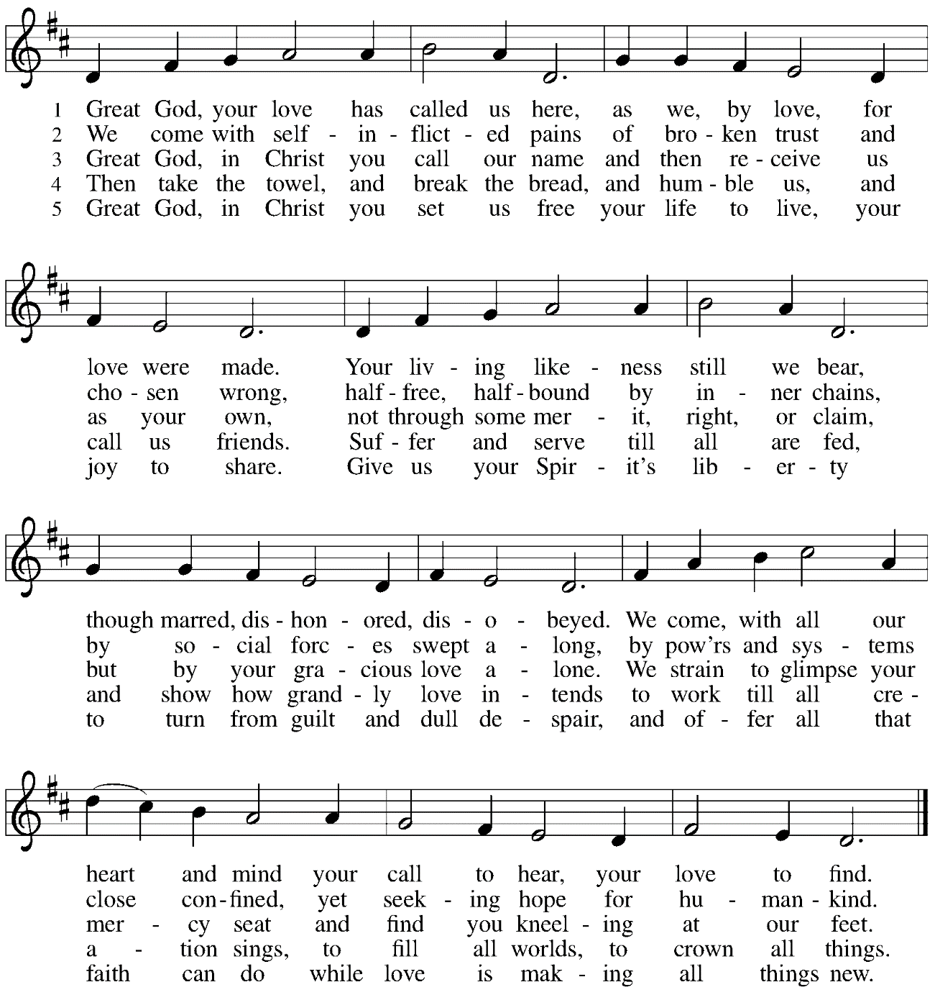 1 Great God, your love has called us here, as we, by love, for
2 We come with self - in - flict - ed pains of bro - ken trust and
3 Great God, in Christ you call our name and then re - ceive us
4 Then take the towel, and break the bread, and hum - ble us, and
5 Great God, in Christ you set us free your life to live, your
love were made. Your liv - ing like - ness still we bear,
cho - sen wrong, half - free, half - bound by in - ner chains,
as your own, not through some mer - it, right, or claim,
call us friends. Suf - fer and serve till all are fed,
joy to share. Give us your Spir - it's lib - er - ty
though marred, dis - hon - ored, dis - o - beyed. We come, with all our
by so - cial forc - es swept a - long, by pow'rs and sys - tems
but by your gra - cious love a - lone. We strain to glimpse your
and show how grand - ly love in - tends to work till all cre -
to turn from guilt and dull de - spair, and of - fer all that
heart and mind your call to hear, your love to find.
close con - fined, yet seek - ing hope for hu - man - kind.
mer - cy seat and find you kneel - ing at our feet.
a - tion sings, to fill all worlds, to crown all things.
faith can do while love is mak - ing all things new.